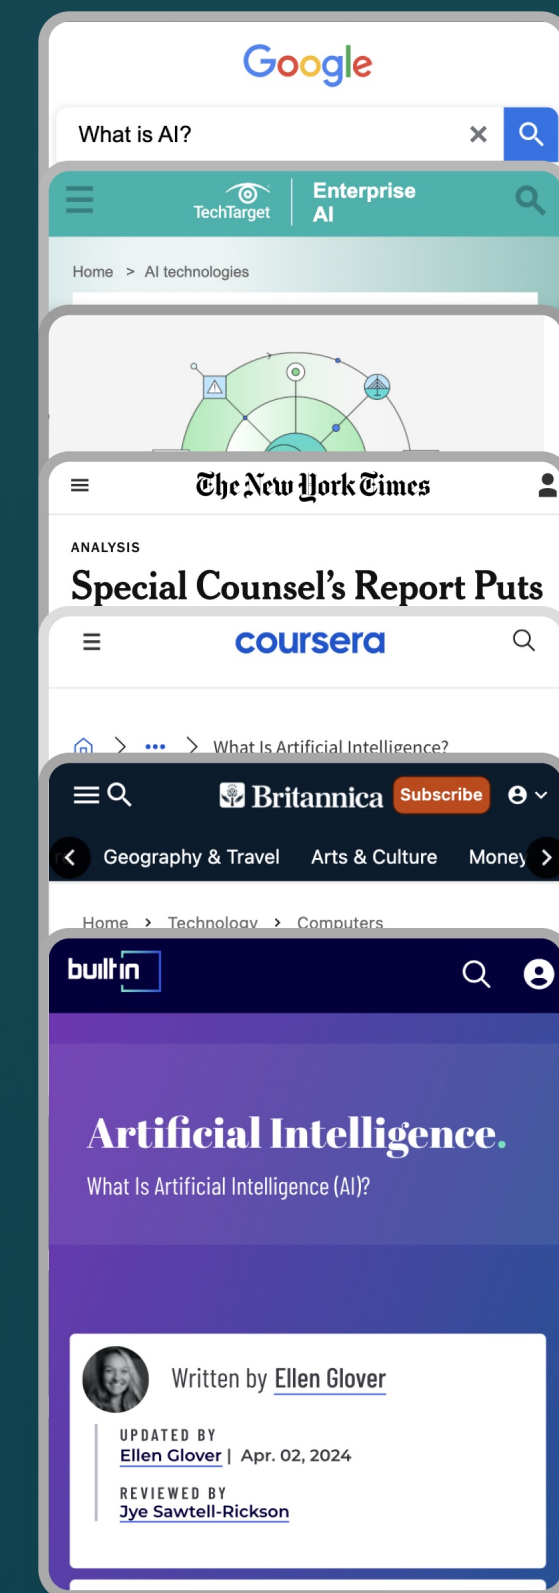 Google
What is AI?
TechTarget
Enterprise
AI
Home > AI technologies
The New York Times
ANALYSIS
Special Counsel's Report Puts
coursera
What Is Artificial Intelligence?
Britannica Subscribe
Geography & Travel Arts & Culture Money
Home > Technology > Computers
builtin
Artificial Intelligence.
What Is Artificial Intelligence (AI)?
Written by Ellen Glover
UPDATED BY
Ellen Glover | Apr. 02, 2024
REVIEWED BY
Jye Sawtell-Rickson